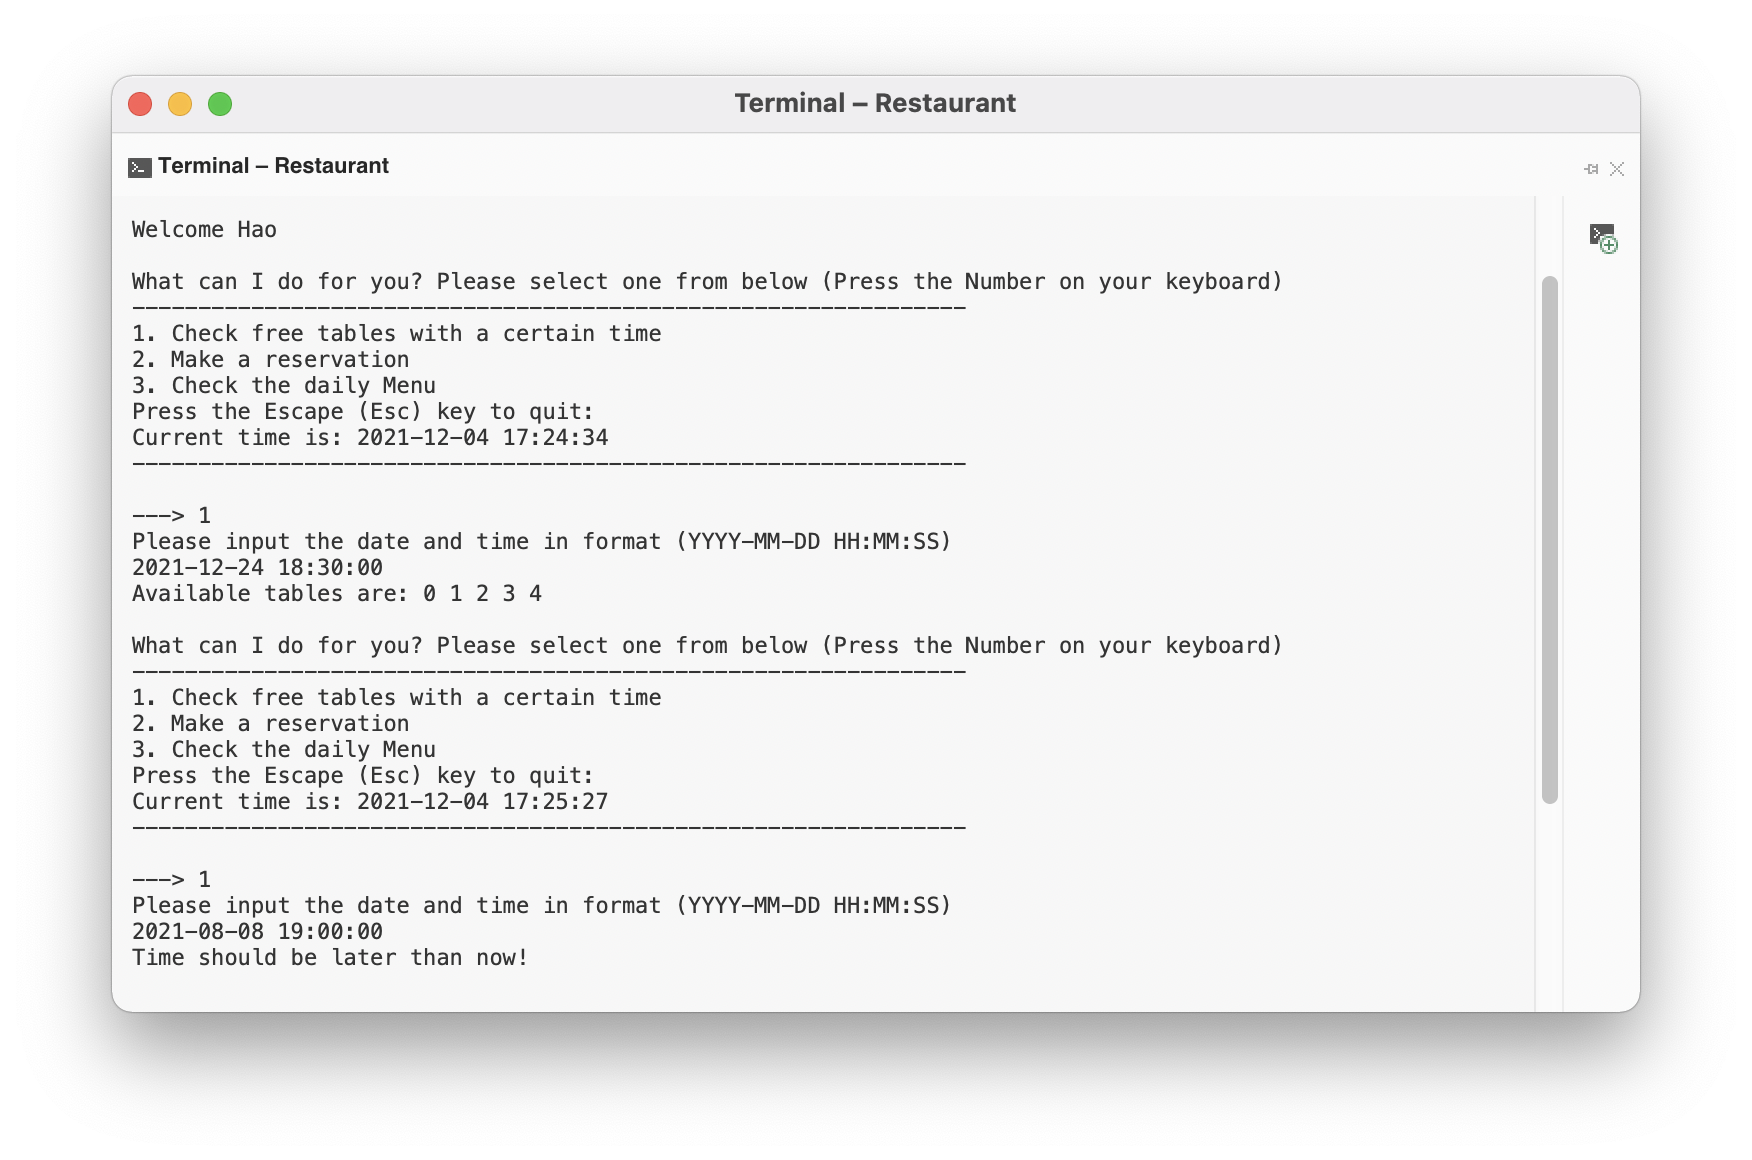 Terminal – Restaurant
Terminal – Restaurant
Welcome Hao
What can I do for you? Please select one from below (Press the Number on your keyboard)
---------------------------------------------------------------
1. Check free tables with a certain time
2. Make a reservation
3. Check the daily Menu
Press the Escape (Esc) key to quit:
Current time is: 2021-12-04 17:24:34
---------------------------------------------------------------
---> 1
Please input the date and time in format (YYYY-MM-DD HH:MM:SS)
2021-12-24 18:30:00
Available tables are: 0 1 2 3 4
What can I do for you? Please select one from below (Press the Number on your keyboard)
---------------------------------------------------------------
1. Check free tables with a certain time
2. Make a reservation
3. Check the daily Menu
Press the Escape (Esc) key to quit:
Current time is: 2021-12-04 17:25:27
---------------------------------------------------------------
---> 1
Please input the date and time in format (YYYY-MM-DD HH:MM:SS)
2021-08-08 19:00:00
Time should be later than now!